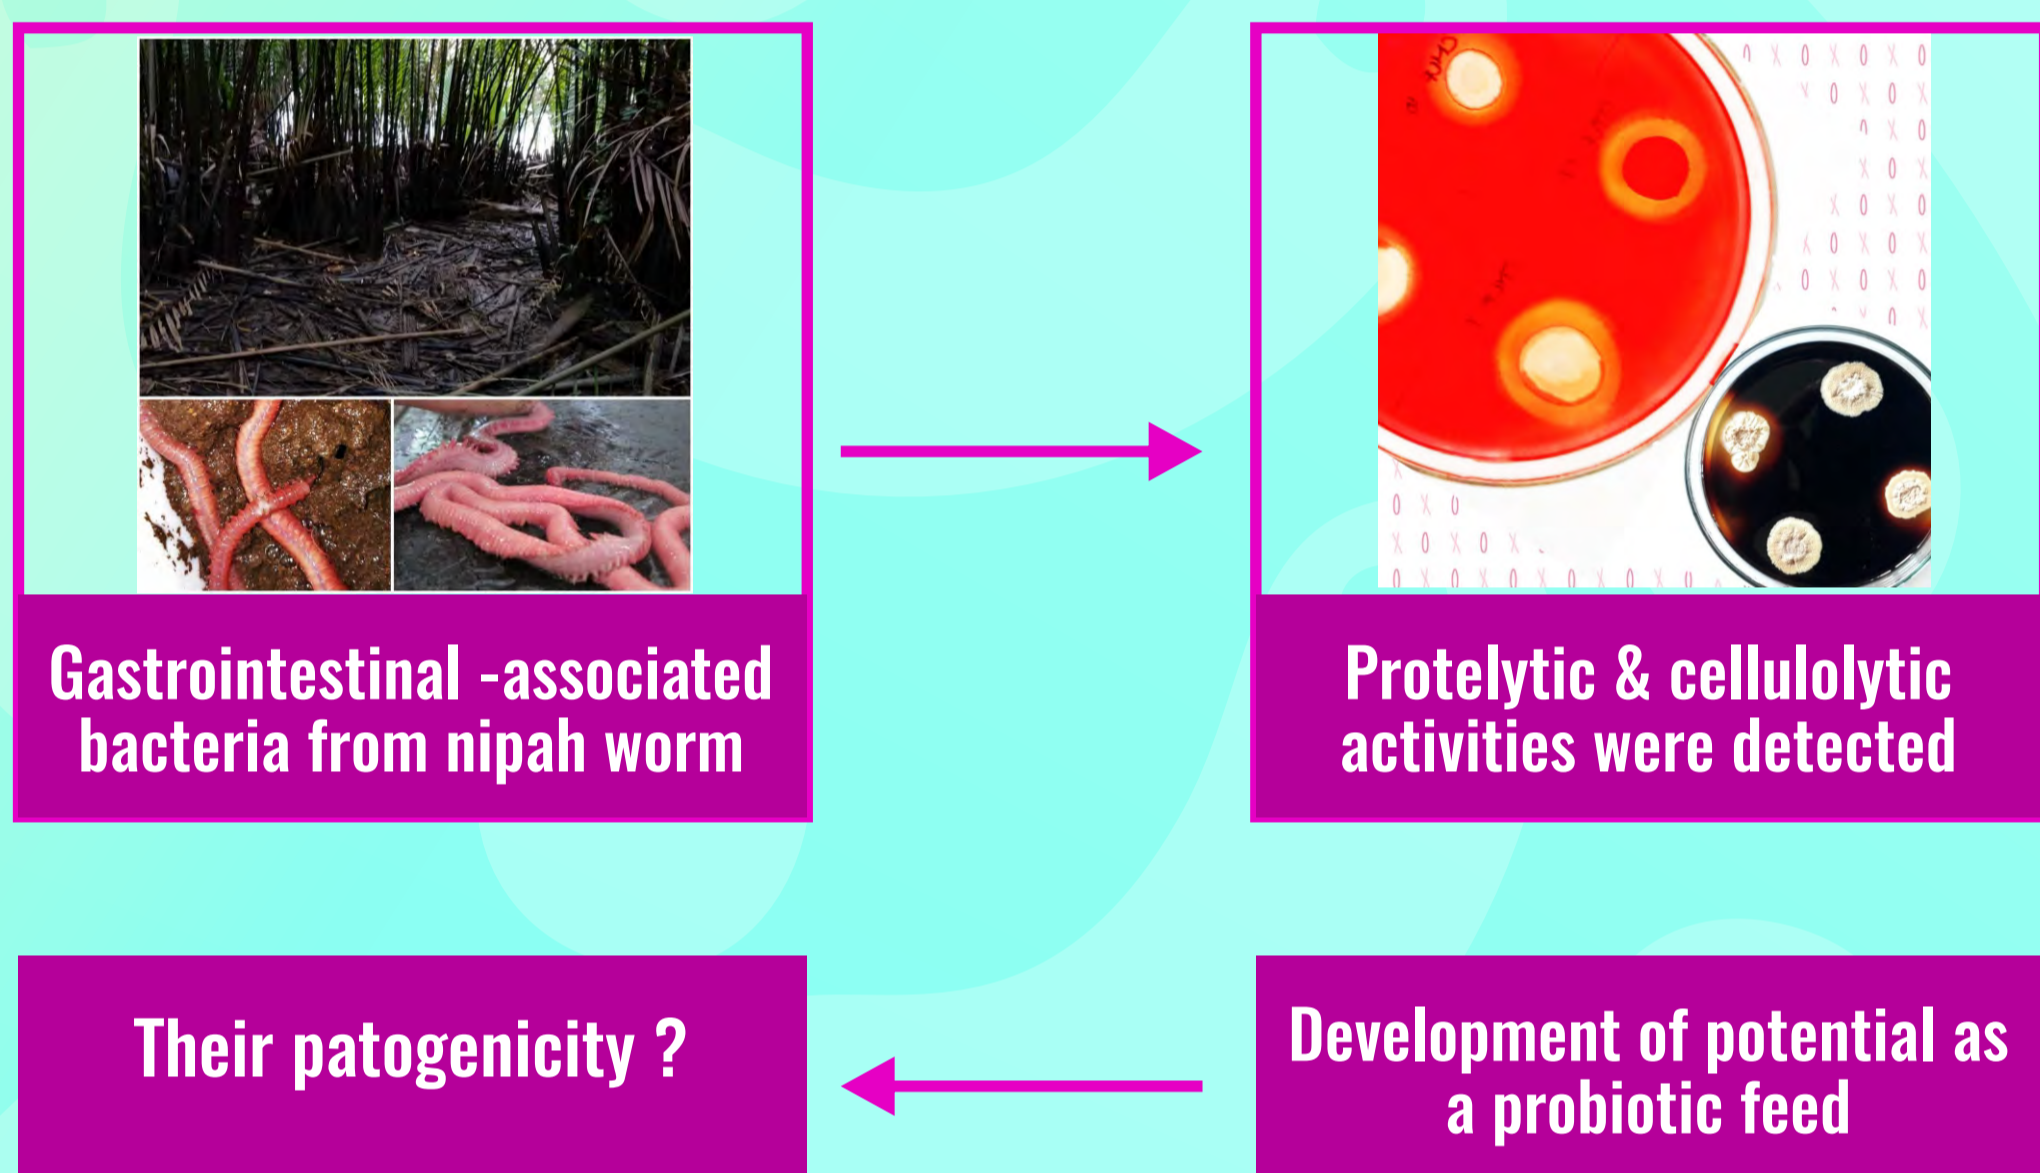 Gastrointestinal -associated
bacteria from nipah worm
Protelytic & cellulolytic
activities were detected
Development of potential as
a probiotic feed
Their patogenicity ?